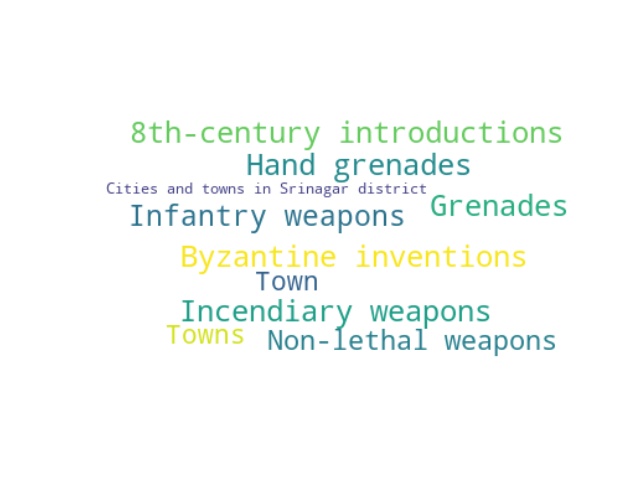 8th-century introductions
Hand grenades
Cities and towns in Srinagar district
Grenades
Infantry weapons
Byzantine inventions
Town
Incendiary weapons
Towns
Non-lethal weapons